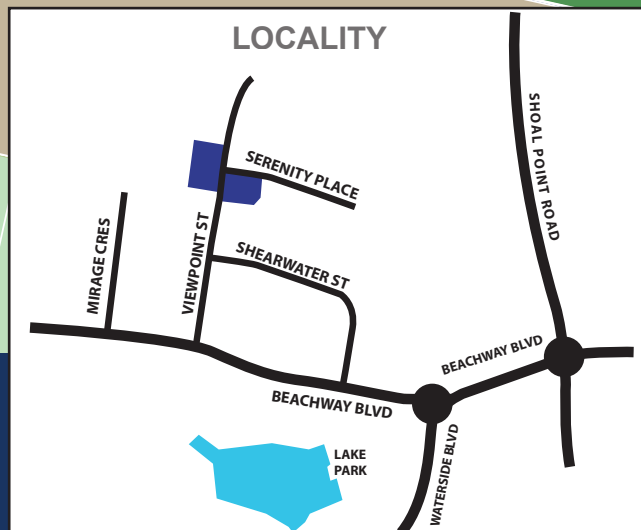 LOCALITY
SHOAL POINT ROAD
SERENITY PLACE
MIRAGE CRES
VIEWPOINT ST
SHEARWATER ST
BEACHWAY BLVD
BEACHWAY BLVD
LAKE
PARK
WATERSIDE BLVD